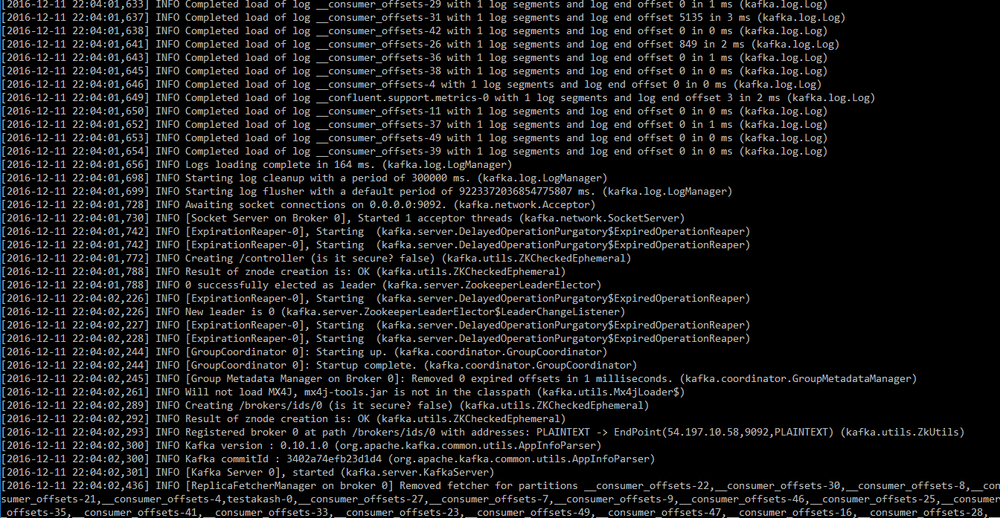 [2016-12-11 22:04:01,633] INFO Completed load of log __consumer_offsets-29 with 1 log segments and log end offset 0 in 1 ms (kafka.log.Log)
[2016-12-11 22:04:01,637] INFO Completed load of log __consumer_offsets-31 with 1 log segments and log end offset 5135 in 3 ms (kafka.log.Log)
[2016-12-11 22:04:01,638] INFO Completed load of log __consumer_offsets-42 with 1 log segments and log end offset 0 in 0 ms (kafka.log.Log)
[2016-12-11 22:04:01,641] INFO Completed load of log __consumer_offsets-26 with 1 log segments and log end offset 849 in 2 ms (kafka.log.Log)
[2016-12-11 22:04:01,643] INFO Completed load of log __consumer_offsets-36 with 1 log segments and log end offset 0 in 1 ms (kafka.log.Log)
[2016-12-11 22:04:01,645] INFO Completed load of log __consumer_offsets-38 with 1 log segments and log end offset 0 in 0 ms (kafka.log.Log)
[2016-12-11 22:04:01,646] INFO Completed load of log __consumer_offsets-4 with 1 log segments and log end offset 0 in 0 ms (kafka.log.Log)
[2016-12-11 22:04:01,649] INFO Completed load of log __confluent.support.metrics-0 with 1 log segments and log end offset 3 in 2 ms (kafka.log.Log)
[2016-12-11 22:04:01,650] INFO Completed load of log __consumer_offsets-11 with 1 log segments and log end offset 0 in 0 ms (kafka.log.Log)
[2016-12-11 22:04:01,652] INFO Completed load of log __consumer_offsets-37 with 1 log segments and log end offset 0 in 1 ms (kafka.log.Log)
[2016-12-11 22:04:01,653] INFO Completed load of log __consumer_offsets-49 with 1 log segments and log end offset 0 in 0 ms (kafka.log.Log)
[2016-12-11 22:04:01,654] INFO Completed load of log __consumer_offsets-39 with 1 log segments and log end offset 0 in 0 ms (kafka.log.Log)
[2016-12-11 22:04:01,656] INFO Logs loading complete in 164 ms. (kafka.log.LogManager)
[2016-12-11 22:04:01,698] INFO Starting log cleanup with a period of 300000 ms. (kafka.log.LogManager)
[2016-12-11 22:04:01,699] INFO Starting log flusher with a default period of 9223372036854775807 ms. (kafka.log.LogManager)
[2016-12-11 22:04:01,728] INFO Awaiting socket connections on 0.0.0.0:9092. (kafka.network.Acceptor)
[2016-12-11 22:04:01,730] INFO [Socket Server on Broker 0], Started 1 acceptor threads (kafka.network.SocketServer)
[2016-12-11 22:04:01,742] INFO [ExpirationReaper-0], Starting  (kafka.server.DelayedOperationPurgatory$ExpiredOperationReaper)
[2016-12-11 22:04:01,742] INFO [ExpirationReaper-0], Starting  (kafka.server.DelayedOperationPurgatory$ExpiredOperationReaper)
[2016-12-11 22:04:01,772] INFO Creating /controller (is it secure? false) (kafka.utils.ZKCheckedEphemeral)
[2016-12-11 22:04:01,788] INFO Result of znode creation is: OK (kafka.utils.ZKCheckedEphemeral)
[2016-12-11 22:04:01,788] INFO 0 successfully elected as leader (kafka.server.ZookeeperLeaderElector)
[2016-12-11 22:04:02,226] INFO [ExpirationReaper-0], Starting  (kafka.server.DelayedOperationPurgatory$ExpiredOperationReaper)
[2016-12-11 22:04:02,226] INFO New leader is 0 (kafka.server.ZookeeperLeaderElector$LeaderChangeListener)
[2016-12-11 22:04:02,227] INFO [ExpirationReaper-0], Starting  (kafka.server.DelayedOperationPurgatory$ExpiredOperationReaper)
[2016-12-11 22:04:02,228] INFO [ExpirationReaper-0], Starting  (kafka.server.DelayedOperationPurgatory$ExpiredOperationReaper)
[2016-12-11 22:04:02,244] INFO [GroupCoordinator 0]: Starting up. (kafka.coordinator.GroupCoordinator)
[2016-12-11 22:04:02,244] INFO [GroupCoordinator 0]: Startup complete. (kafka.coordinator.GroupCoordinator)
[2016-12-11 22:04:02,245] INFO [Group Metadata Manager on Broker 0]: Removed 0 expired offsets in 1 milliseconds. (kafka.coordinator.GroupMetadataManager)
[2016-12-11 22:04:02,261] INFO Will not load MX4J, mx4j-tools.jar is not in the classpath (kafka.utils.Mx4jLoader$)
[2016-12-11 22:04:02,289] INFO Creating /brokers/ids/0 (is it secure? false) (kafka.utils.ZKCheckedEphemeral)
[2016-12-11 22:04:02,292] INFO Result of znode creation is: OK (kafka.utils.ZKCheckedEphemeral)
[2016-12-11 22:04:02,293] INFO Registered broker 0 at path /brokers/ids/0 with addresses: PLAINTEXT -> EndPoint(54.197.10.58,9092,PLAINTEXT) (kafka.utils.ZkUtils)
[2016-12-11 22:04:02,300] INFO Kafka version : 0.10.1.0 (org.apache.kafka.common.utils.AppInfoParser)
[2016-12-11 22:04:02,300] INFO Kafka commitId : 3402a74efb23d1d4 (org.apache.kafka.common.utils.AppInfoParser)
[2016-12-11 22:04:02,301] INFO [Kafka Server 0], started (kafka.server.KafkaServer)
[2016-12-11 22:04:02,436] INFO [ReplicaFetcherManager on broker 0] Removed fetcher for partitions __consumer_offsets-22,__consumer_offsets-30,__consumer_offsets-8,__con
sumer_offsets-21,__consumer_offsets-4,testakash-0,__consumer_offsets-27,__consumer_offsets-7,__consumer_offsets-9,__consumer_offsets-46,__consumer_offsets-25,__consumer
_offsets-35,__consumer_offsets-41,__consumer_offsets-33,__consumer_offsets-23,__consumer_offsets-49,__consumer_offsets-47,__consumer_offsets-16,__consumer_offsets-28,